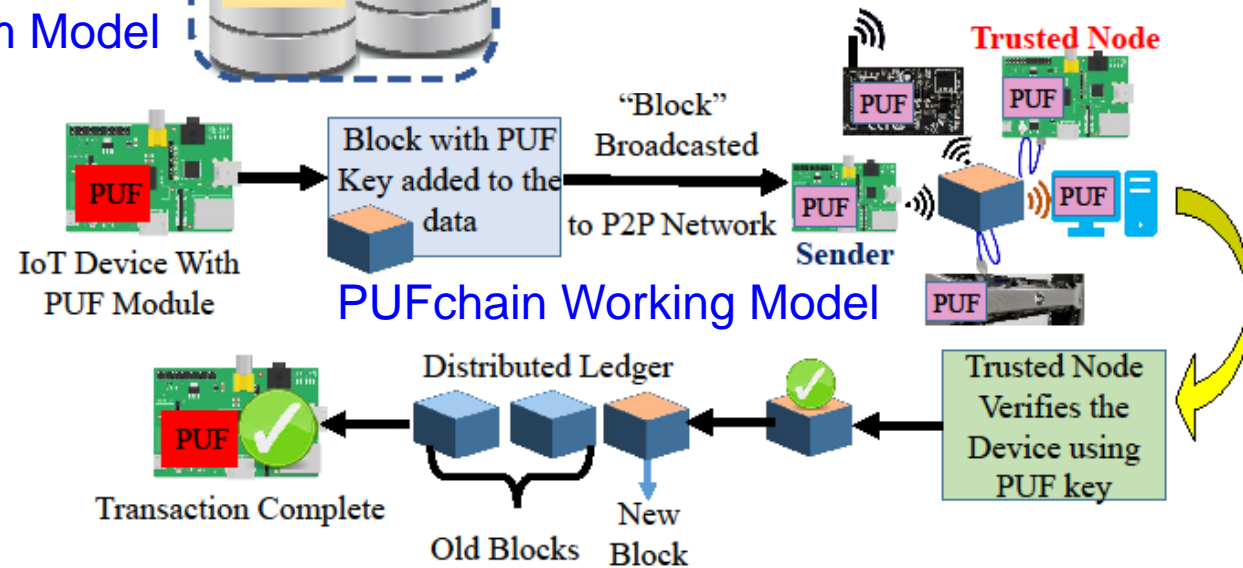 n Model
Trusted Node
PUF
PUF
PUF
IoT Device With
PUF Module
Block with PUF
Key added to the
data
“Block”
Broadcasted
to P2P Network
PUF
Sender
PUF
PUF
PUFchain Working Model
Trusted Node
Verifies the
Device using
PUF key
Distributed Ledger
Old Blocks
New
Block
PUF
Transaction Complete